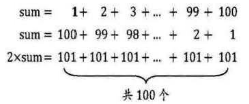 sum = 1 + 2 + 3 + ... + 99 + 100
sum = 100 + 99 + 98 + ... + 2 + 1
2×sum = 101 + 101 + 101 + ... + 101 + 101
共 100 个